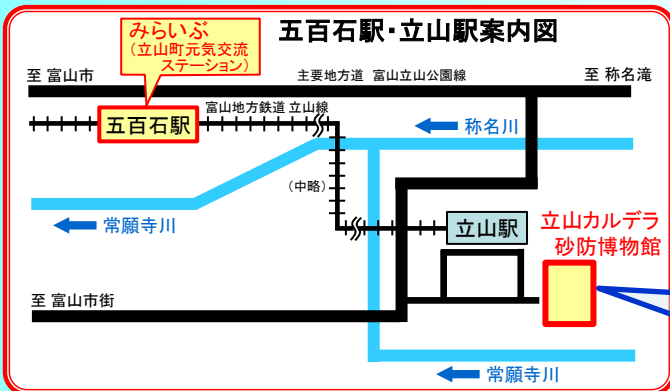 五百石駅・立山駅案内図
みらいぶ
(立山町元気交流
ステーション)
至 富山市
主要地方道 富山立山公園線
至 称名滝
富山地方鉄道 立山線
五百石駅
称名川
(中略)
常願寺川
立山駅
立山カルデラ
砂防博物館
至 富山市街
常願寺川